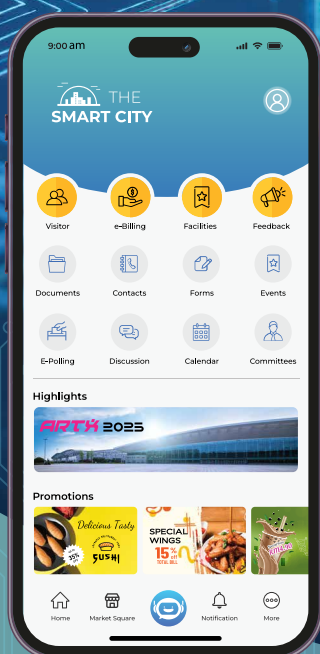 9:00 am
THE
SMART CITY
Visitor
e-Billing
Facilities
Feedback
Documents
Contacts
Forms
Events
E-Polling
Discussion
Calendar
Committees
Highlights
ARTX 2025
Promotions
Delicious Tasty
SUSHI
35%
SPECIAL
WINGS
15%
TOTAL BILL
Home
Market Square
Notification
More